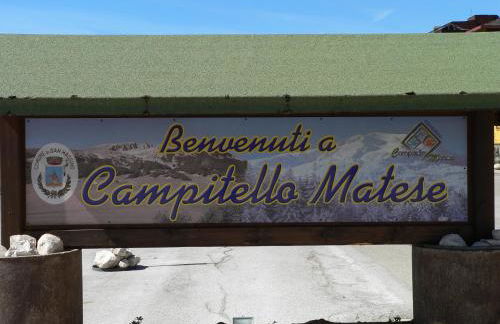 Benvenuti a
Campitello Matese